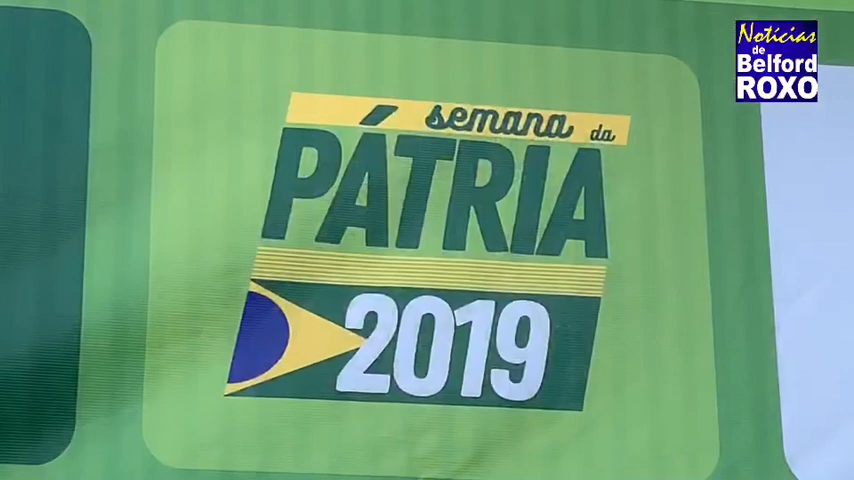 Notícias
de
Belford
ROXO
semana da
PÁTRIA
2019